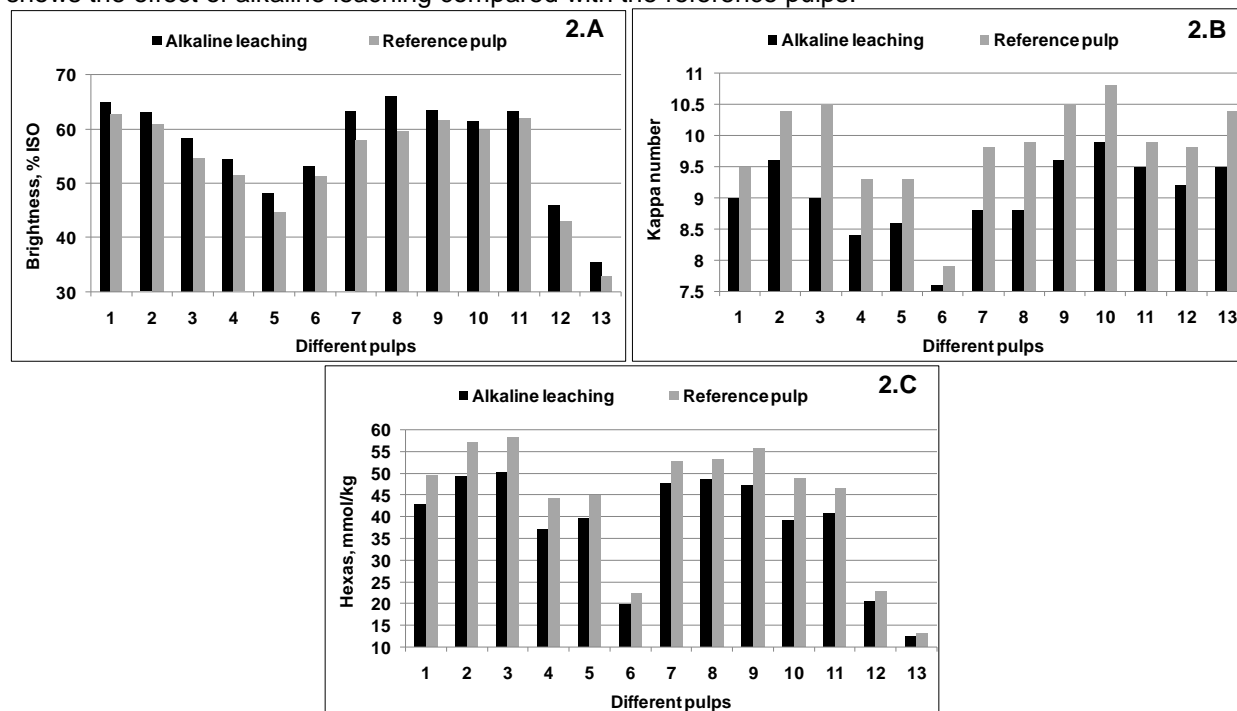 shows the effect of alkaline leaching compared with the reference pulps.
2.A
Alkaline leaching Reference pulp
Brightness, % ISO
70
60
50
40
30
1 2 3 4 5 6 7 8 9 10 11 12 13
Different pulps
2.B
Alkaline leaching Reference pulp
Kappa number
11
10.5
10
9.5
9
8.5
8
7.5
1 2 3 4 5 6 7 8 9 10 11 12 13
Different pulps
2.C
Alkaline leaching Reference pulp
Hexas, mmol/kg
60
55
50
45
40
35
30
25
20
15
10
1 2 3 4 5 6 7 8 9 10 11 12 13
Different pulps